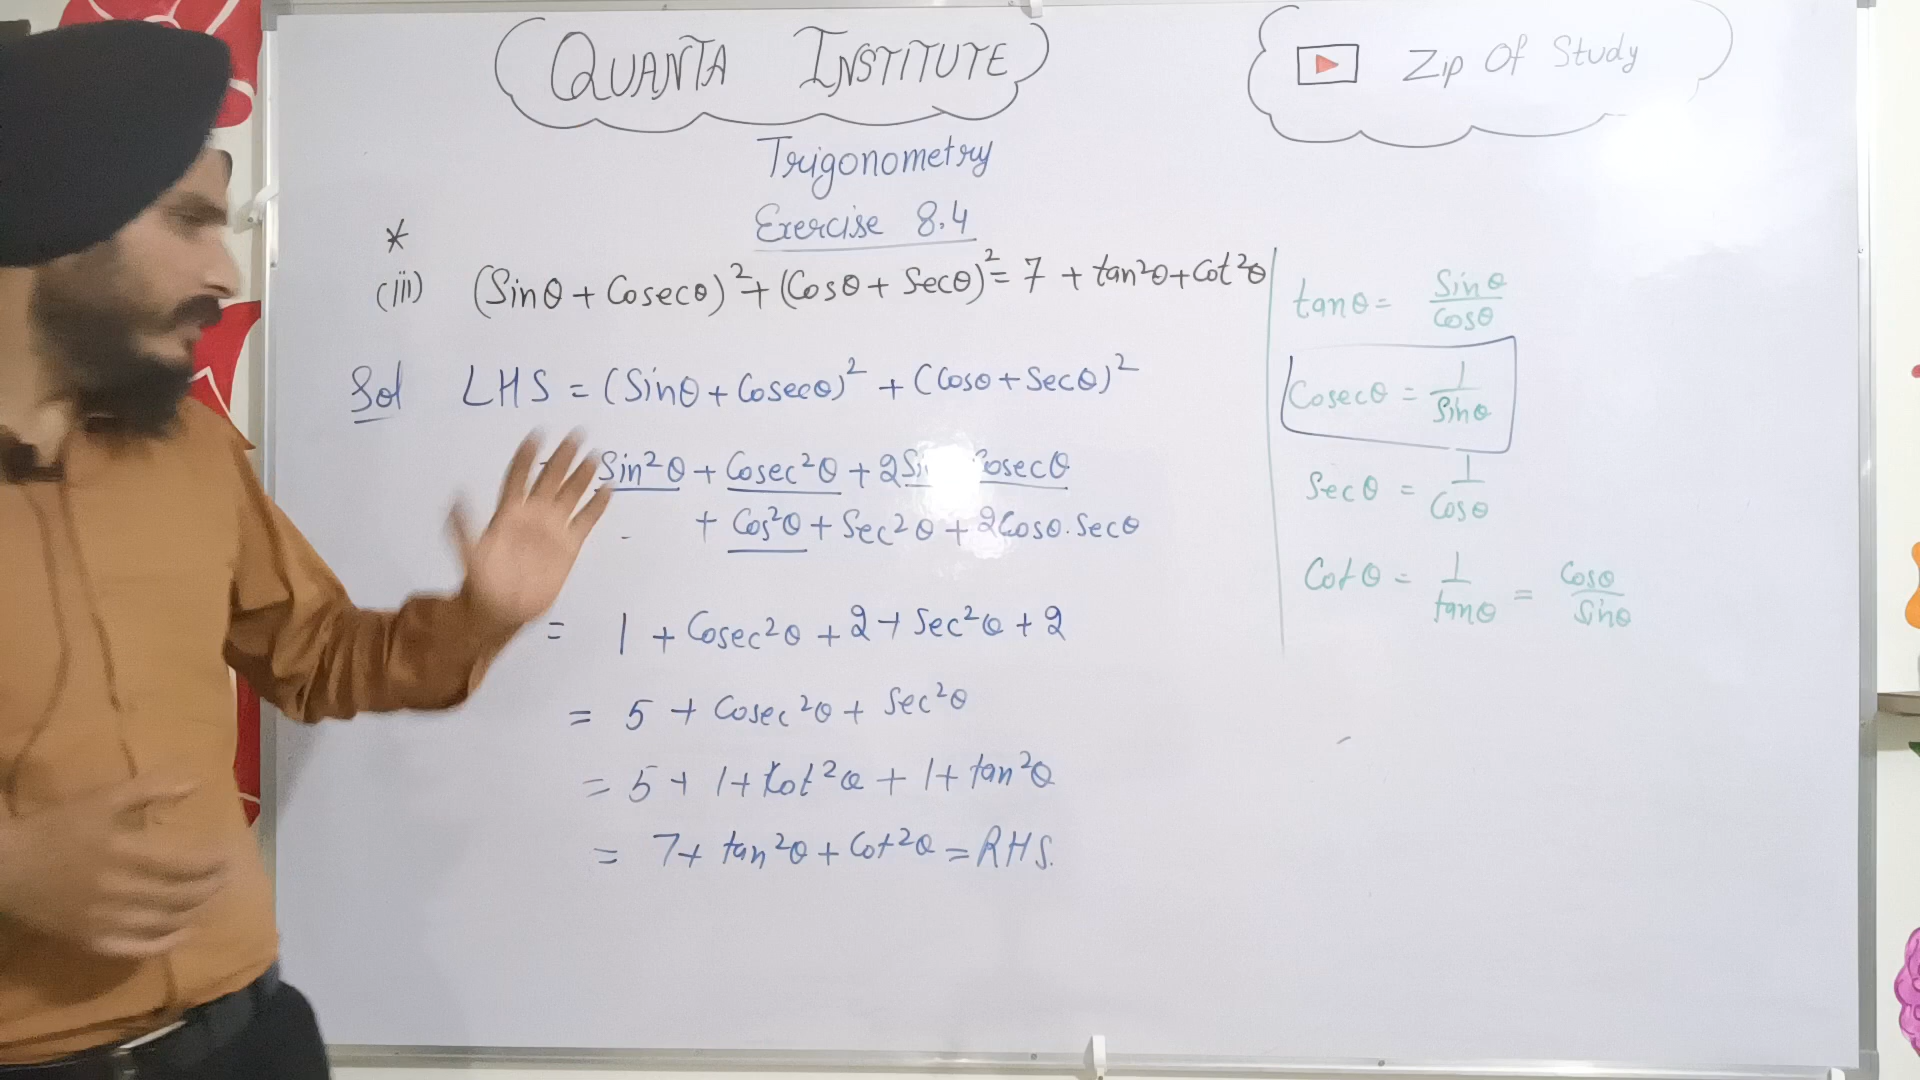 QUANTA INSTITUTE
Zip Of Study
Trigonometry
Exercise 8.4
*
(iii) (Sinθ + Cosecθ)² + (Cosθ + Secθ)² = 7 + tan²θ + Cot²θ
Sol LHS = (Sinθ + Cosecθ)² + (Cosθ + Secθ)²
Sin²θ + Cosec²θ + 2 Cosecθ
+ Cos²θ + Sec²θ + 2Cosθ.Secθ
= 1 + Cosec²θ + 2 + Sec²θ + 2
= 5 + Cosec²θ + Sec²θ
= 5 + 1 + Cot²θ + 1 + tan²θ
= 7 + tan²θ + Cot²θ = RHS.
tanθ = Sinθ/Cosθ
Cosecθ = 1/Sinθ
Secθ = 1/Cosθ
Cotθ = 1/tanθ = Cosθ/Sinθ